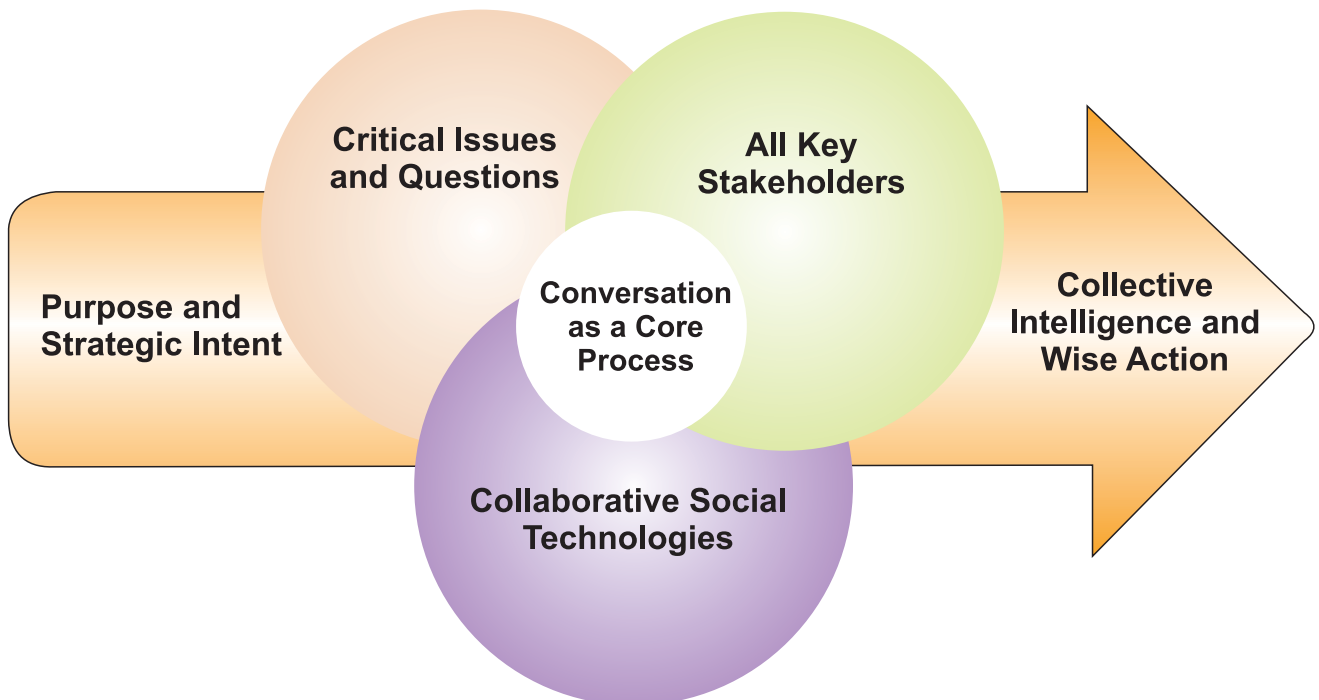 Critical Issues
and Questions
All Key
Stakeholders
Purpose and
Strategic Intent
Conversation
as a Core
Process
Collective
Intelligence and
Wise Action
Collaborative Social
Technologies